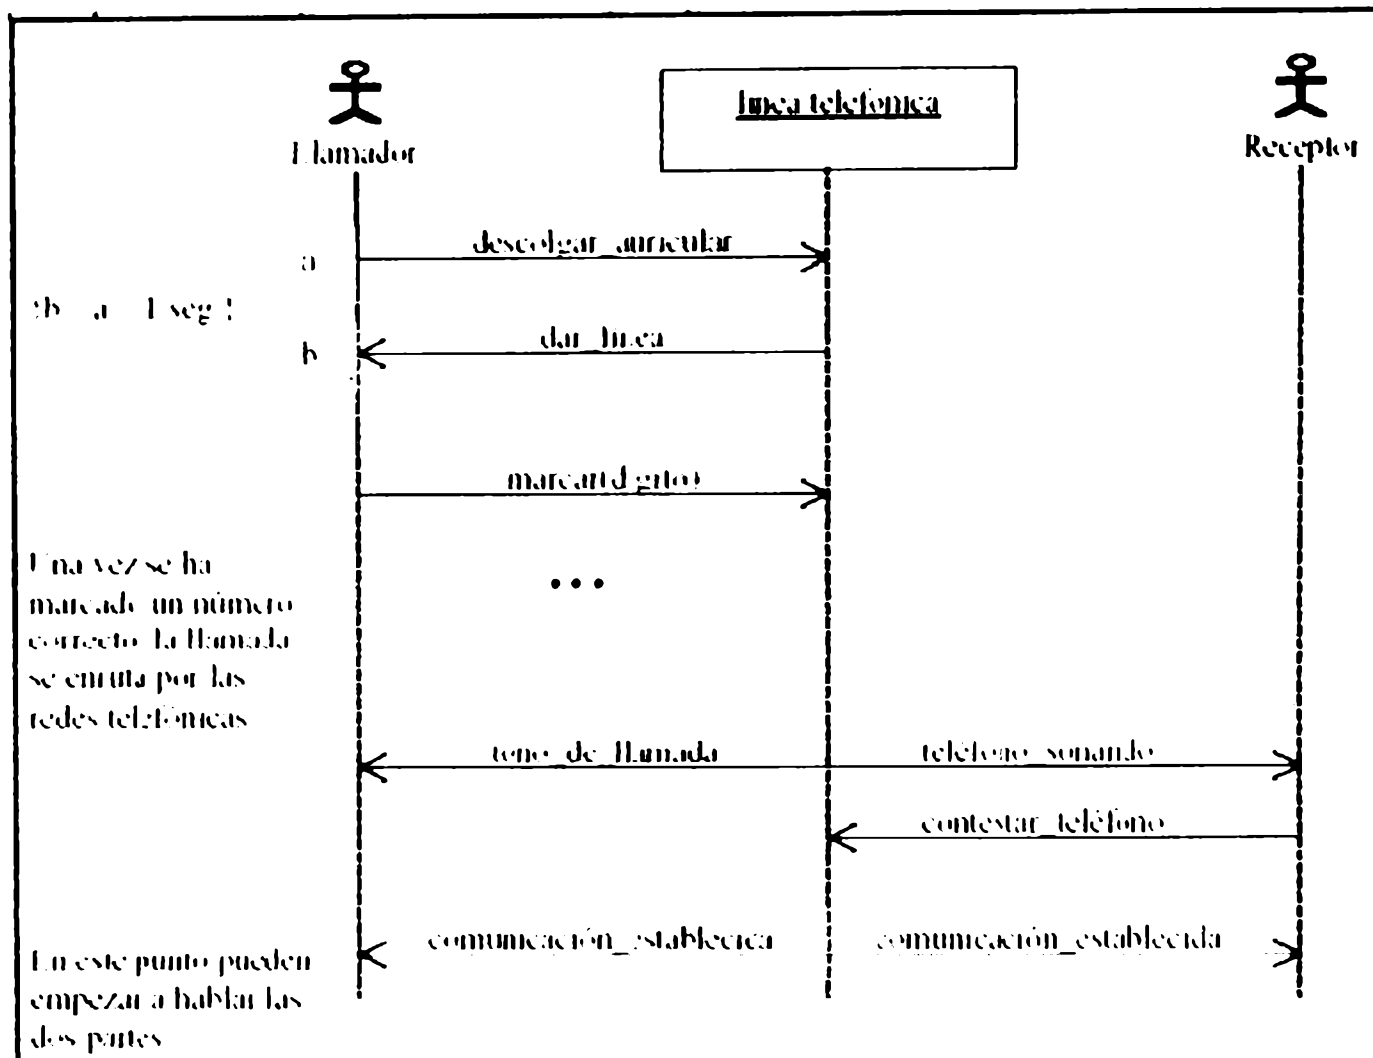 línea telefónica
Llamador
Receptor
descolgar_auricular
a
{b - a 1 seg.}
dar_línea
b
marcar(dígito)
Una vez se ha
marcado un número
correcto, la llamada
se enruta por las
redes telefónicas
...
tono_de_llamada
teléfono_sonando
contestar_teléfono
comunicación_establecida
comunicación_establecida
En este punto pueden
empezar a hablar las
dos partes